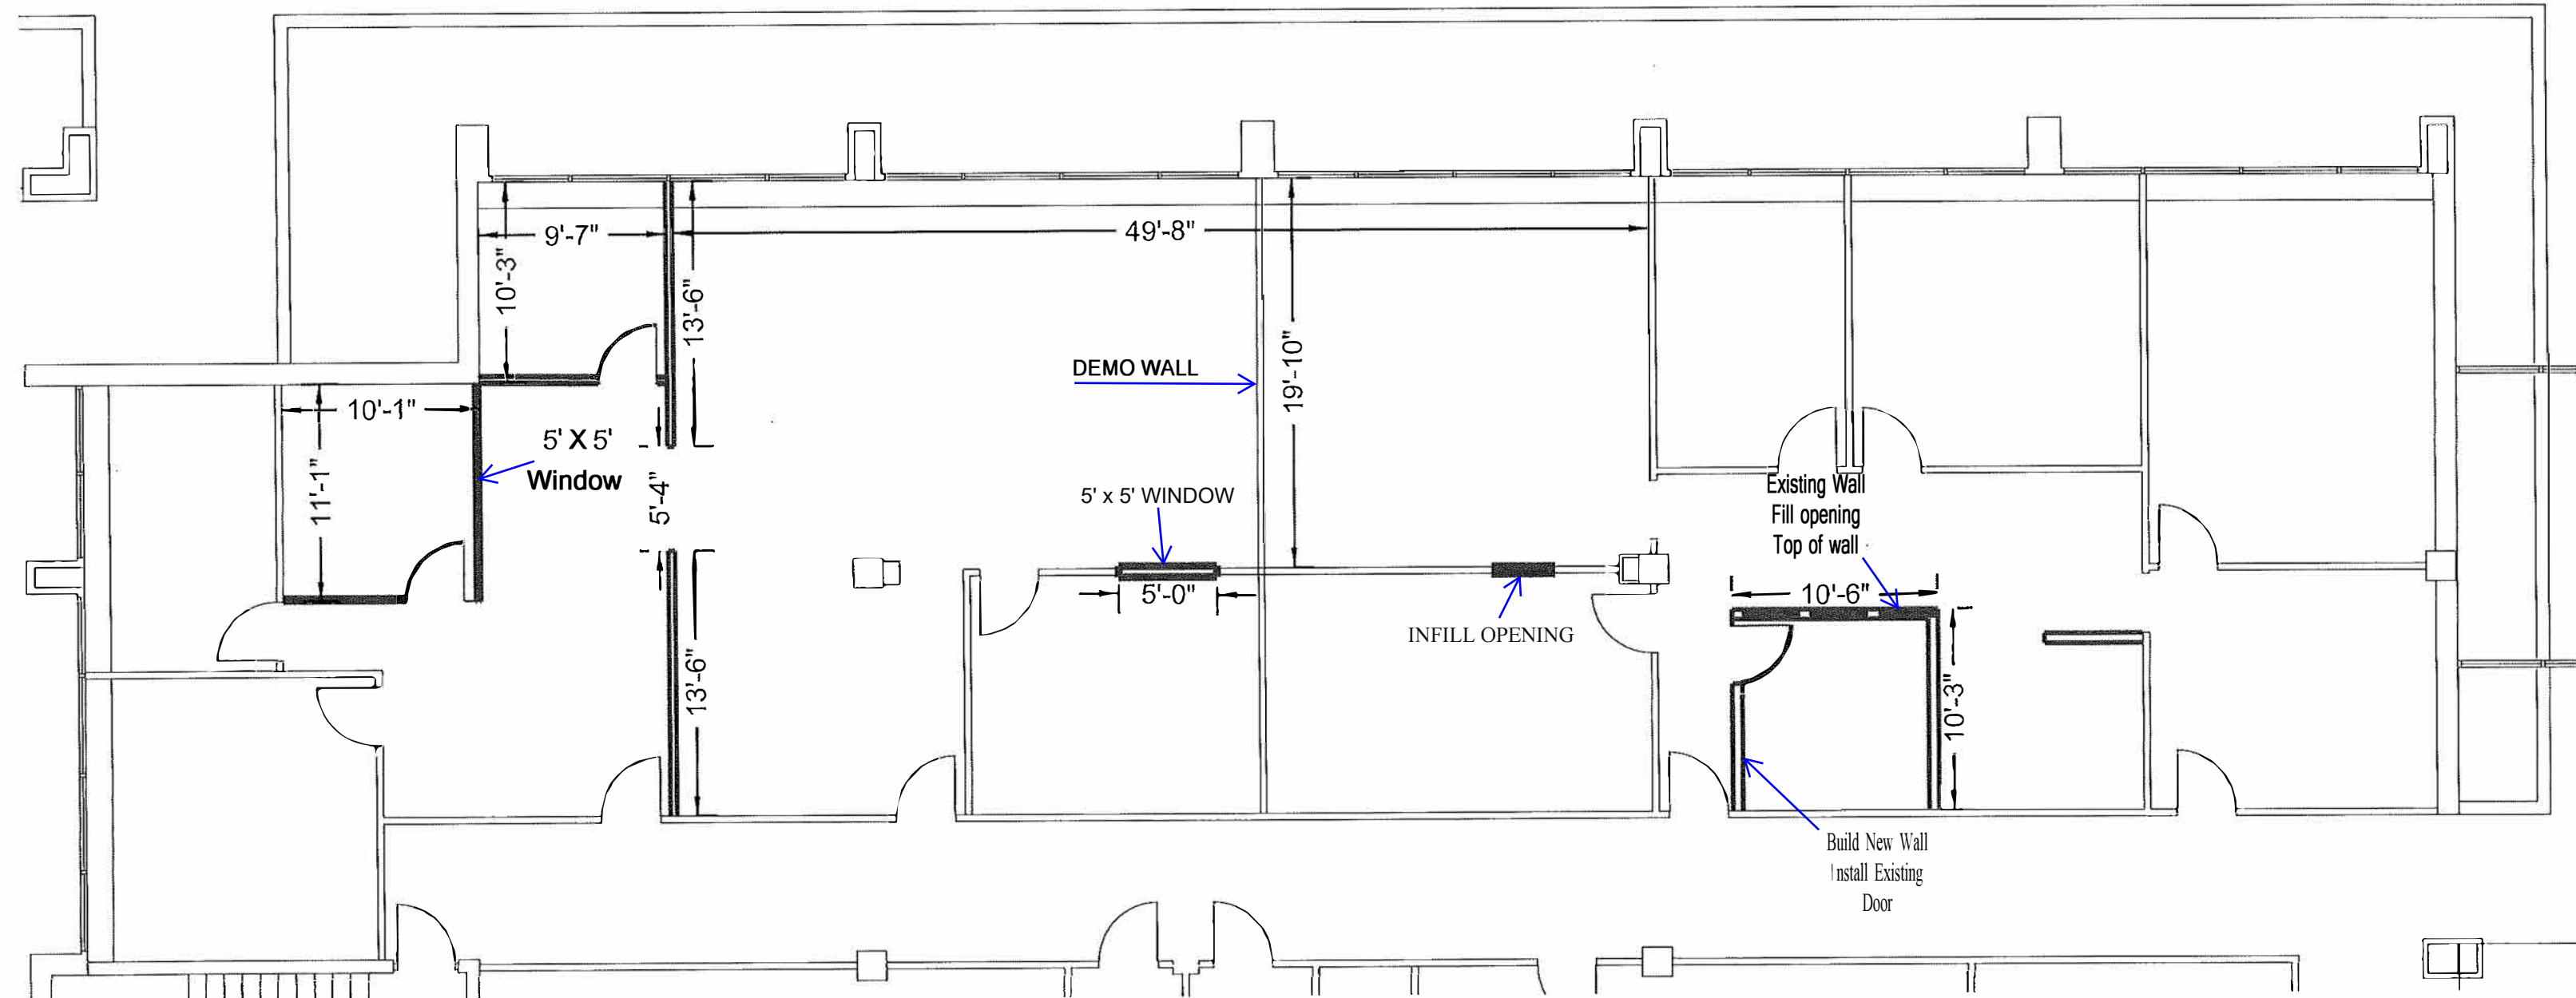 9'-7"
49'-8"
10'-3"
13'-6"
19'-10"
DEMO WALL
10'-1"
5' X 5'
Window
11'-1"
5'-4"
5' x 5' WINDOW
Existing Wall
Fill opening
Top of wall
5'-0"
10'-6"
INFILL OPENING
13'-6"
10'-3"
Build New Wall
Install Existing
Door